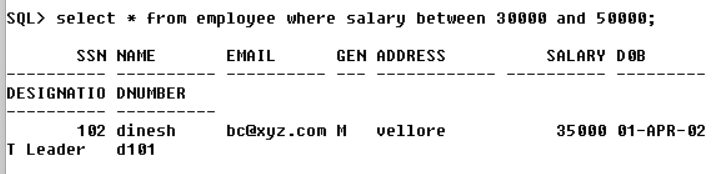 SQL> select * from employee where salary between 30000 and 50000;
SSN NAME EMAIL GEN ADDRESS SALARY DOB
---------- ---------- ---------- --- ------------ ---------- ---------
DESIGNATIO DNUMBER
---------- ----------
102 dinesh bc@xyz.com M vellore 35000 01-APR-02
T Leader d101